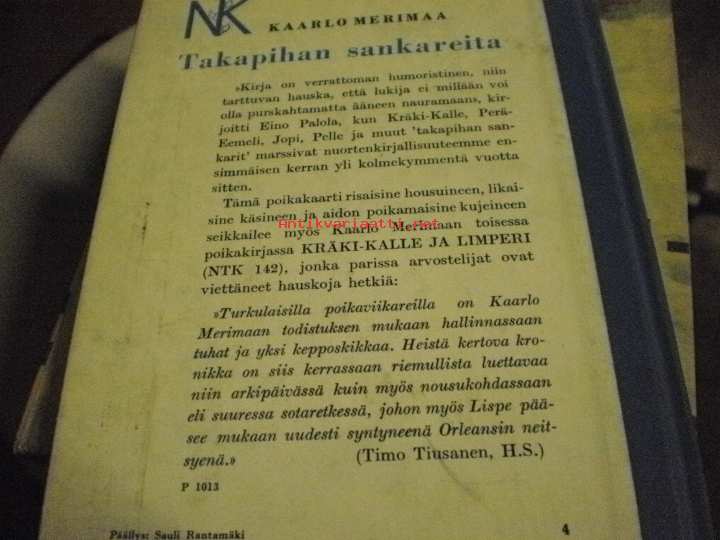 NK
KAARLO MERIMAA
Takapihan sankareita
»Kirja on verrattoman humoristinen, niin
tarttuvan hauska, että lukija ei millään voi
olla purskahtamatta ääneen nauramaan», kir-
joitti Eino Palola, kun Kräki-Kalle, Perä-
Eemeli, Jopi, Pelle ja muut 'takapihan san-
karit' marssivat nuortenkirjallisuuteemme en-
simmäisen kerran yli kolmekymmentä vuotta
sitten.
Tämä poikakaarti risaisine housuineen, likai-
sine käsineen ja aidon poikamaisine kujeineen
Antikvariaatti.net
seikkailee myös Kaarlo Merimaan toisessa
poikakirjassa KRÄKI-KALLE JA LIMPERI
(NTK 142), jonka parissa arvostelijat ovat
viettäneet hauskoja hetkiä:
»Turkulaisilla poikaviikareilla on Kaarlo
Merimaan todistuksen mukaan hallinnassaan
tuhat ja yksi kepposkikkaa. Heistä kertova kro-
nikka on siis kerrassaan riemullista luettavaa
niin arkipäivässä kuin myös nousukohdassaan
eli suuressa sotaretkessä, johon myös Lispe pää-
see mukaan uudesti syntyneenä Orleansin neit-
syenä.» (Timo Tiusanen, H.S.)
P 1013
Päällys: Sauli Rantamäki 4